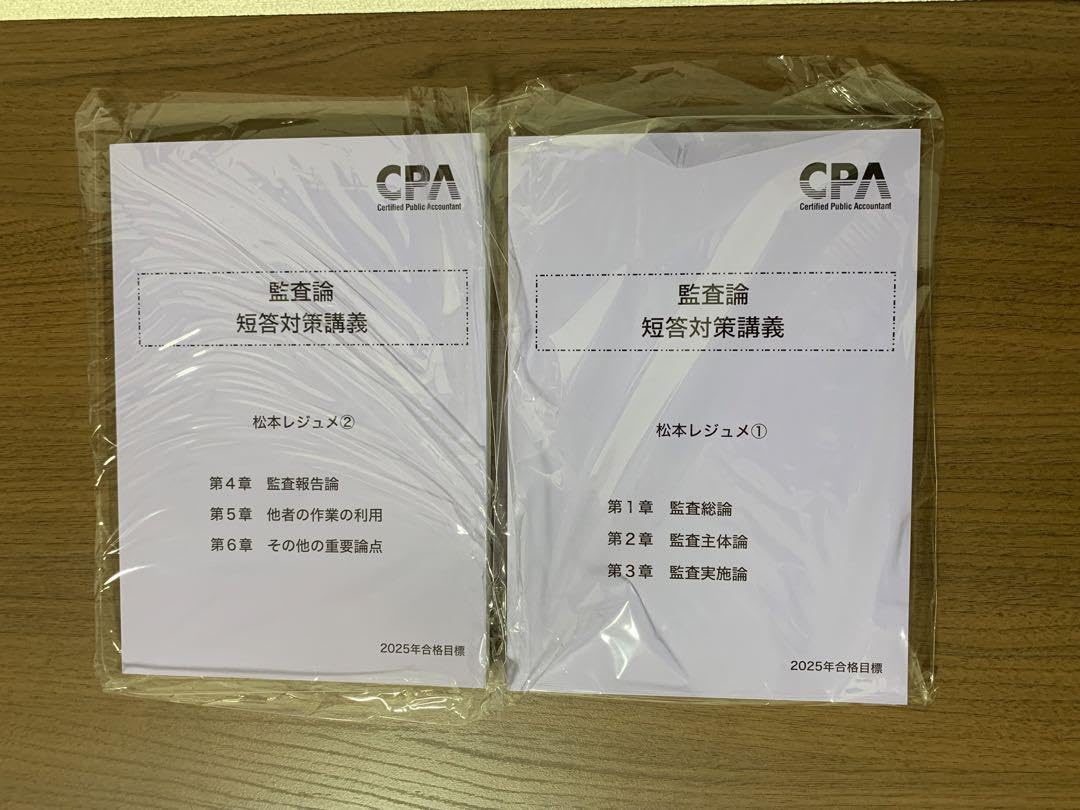 CPA
Certified Public Accountant
監査論
短答対策講義
松本レジュメ②
第4章 監査報告論
第5章 他者の作業の利用
第6章 その他の重要論点
2025年合格目標
CPA
Certified Public Accountant
監査論
短答対策講義
松本レジュメ①
第1章 監査総論
第2章 監査主体論
第3章 監査実施論
2025年合格目標